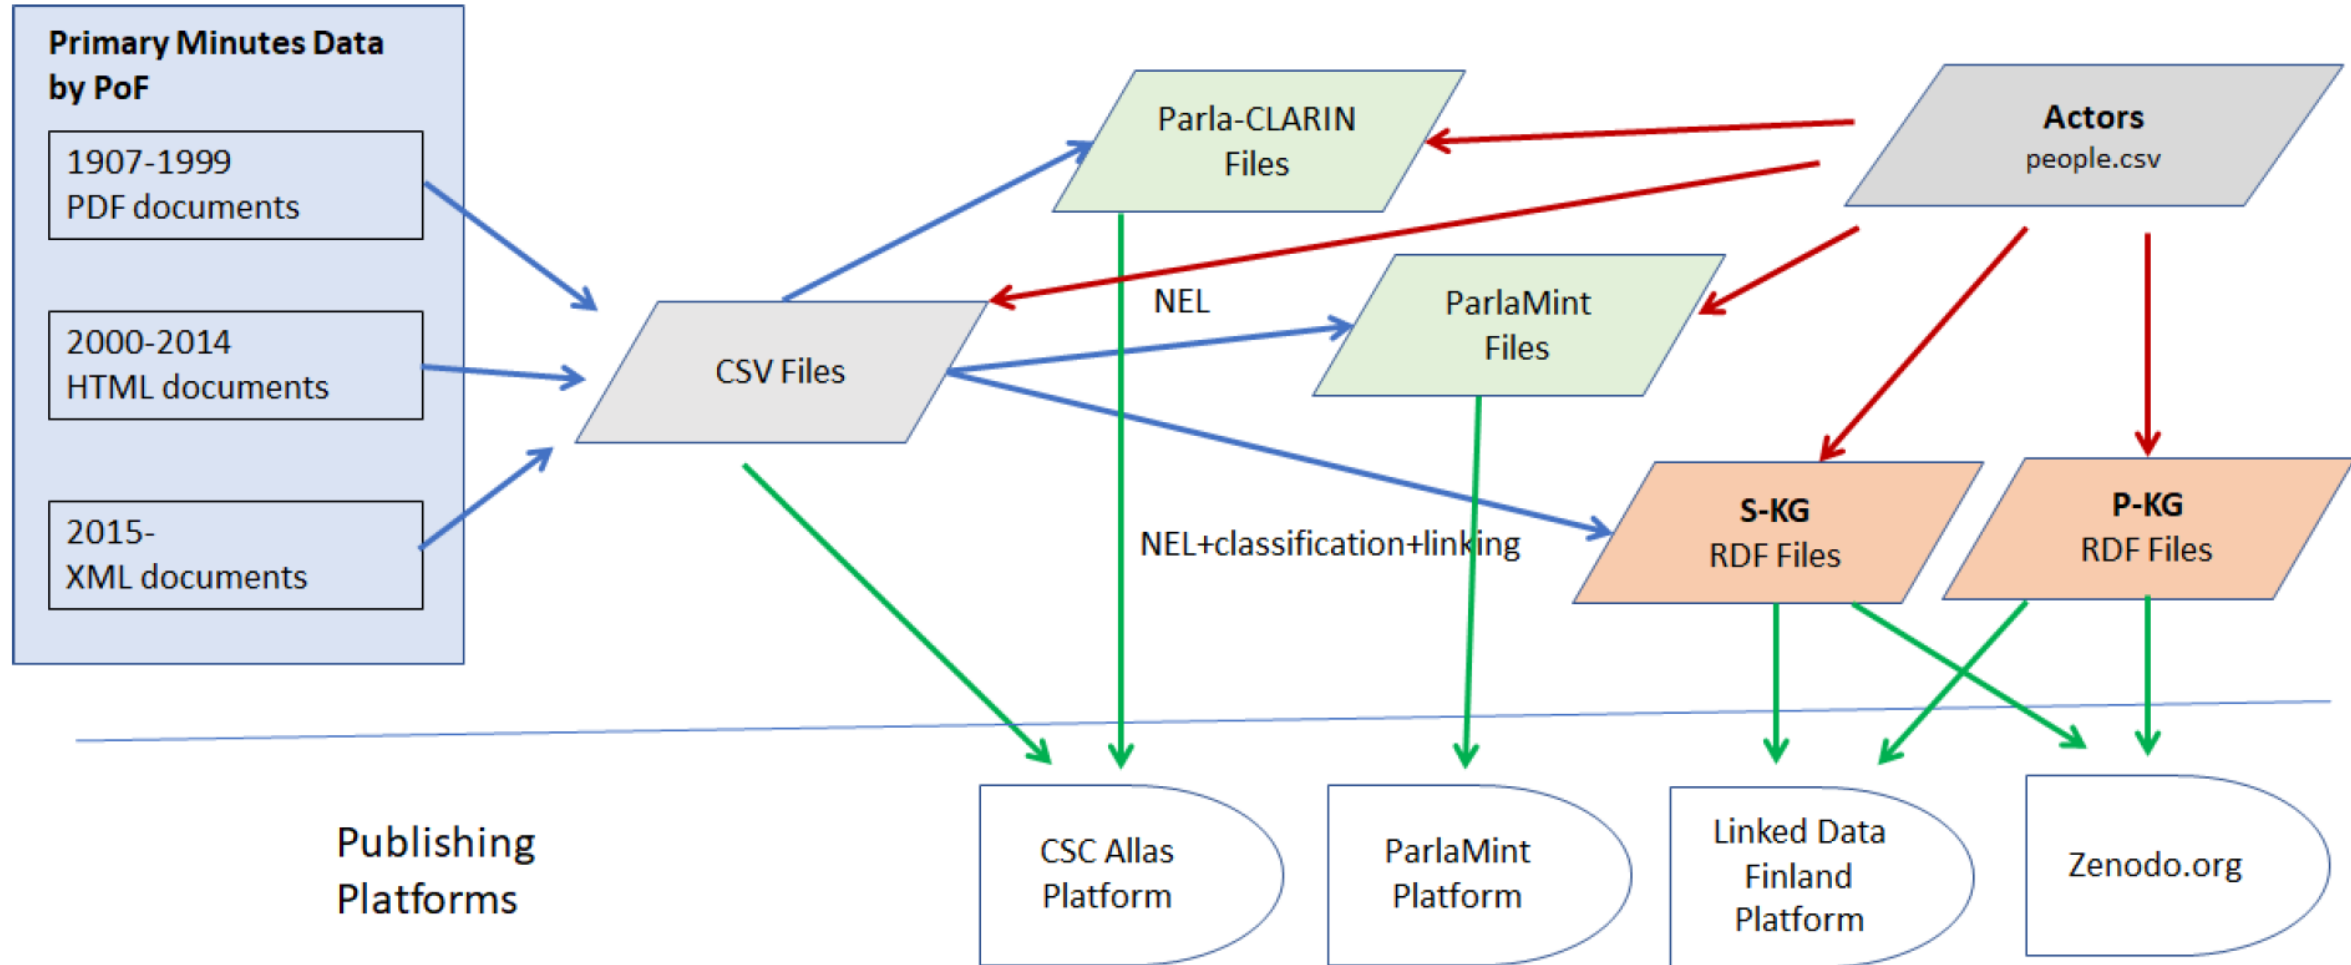 Primary Minutes Data
by PoF
1907-1999
PDF documents
2000-2014
HTML documents
2015-
XML documents
CSV Files
Parla-CLARIN
Files
NEL
ParlaMint
Files
Actors
people.csv
NEL+classification+linking
S-KG
RDF Files
P-KG
RDF Files
Publishing
Platforms
CSC Allas
Platform
ParlaMint
Platform
Linked Data
Finland
Platform
Zenodo.org